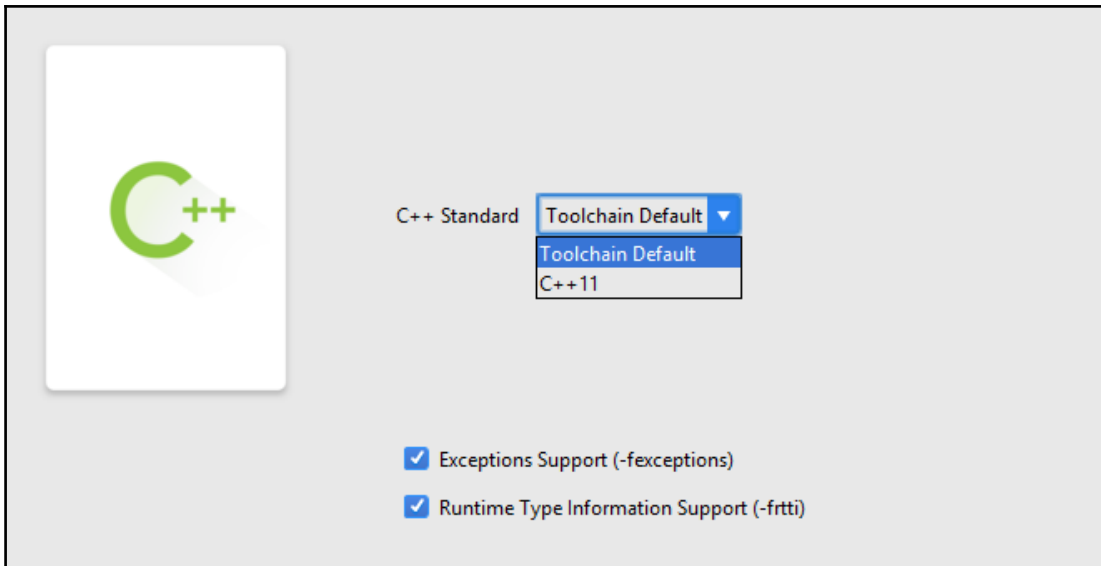 C++
C++ Standard Toolchain Default
Toolchain Default
C++11
Exceptions Support (-fexceptions)
Runtime Type Information Support (-frtti)